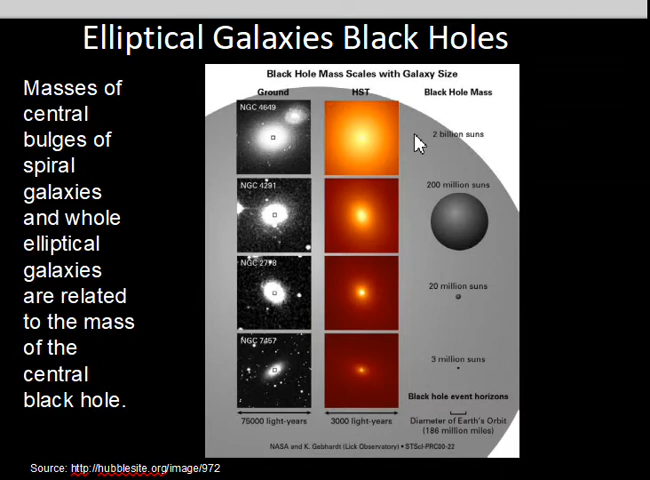 Elliptical Galaxies Black Holes
Masses of
central
bulges of
spiral
galaxies
and whole
elliptical
galaxies
are related
to the mass
of the
central
black hole.
Black Hole Mass Scales with Galaxy Size
Ground HST Black Hole Mass
NGC 4649
2 billion suns
NGC 4291
200 million suns
NGC 2778
20 million suns
NGC 7457
3 million suns
Black hole event horizons
75000 light-years 3000 light-years Diameter of Earth's Orbit
(186 million miles)
NASA and K. Gebhardt (Lick Observatory) • STScI-PRC00-22
Source: http://hubblesite.org/image/972